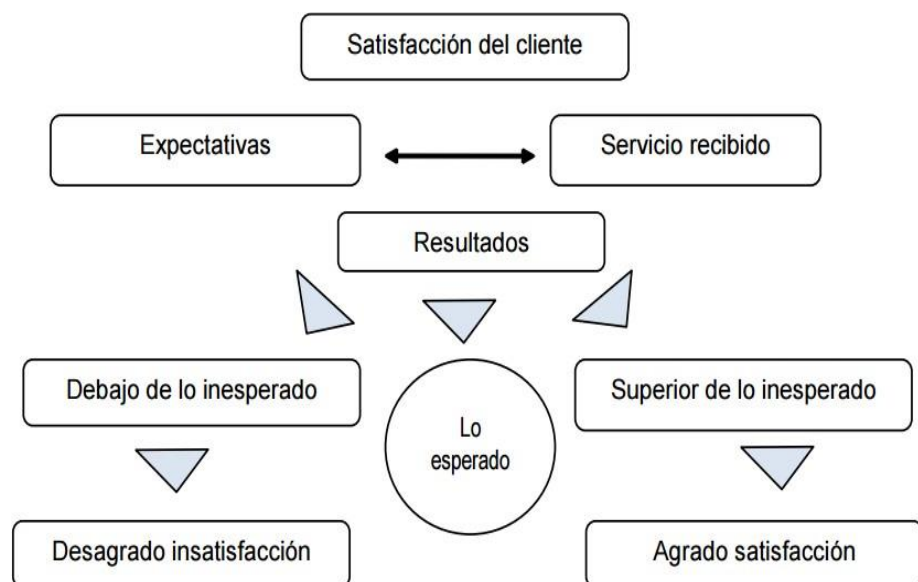 Satisfacción del cliente
Expectativas
Servicio recibido
Resultados
Debajo de lo inesperado
Superior de lo inesperado
Lo
esperado
Desagrado insatisfacción
Agrado satisfacción